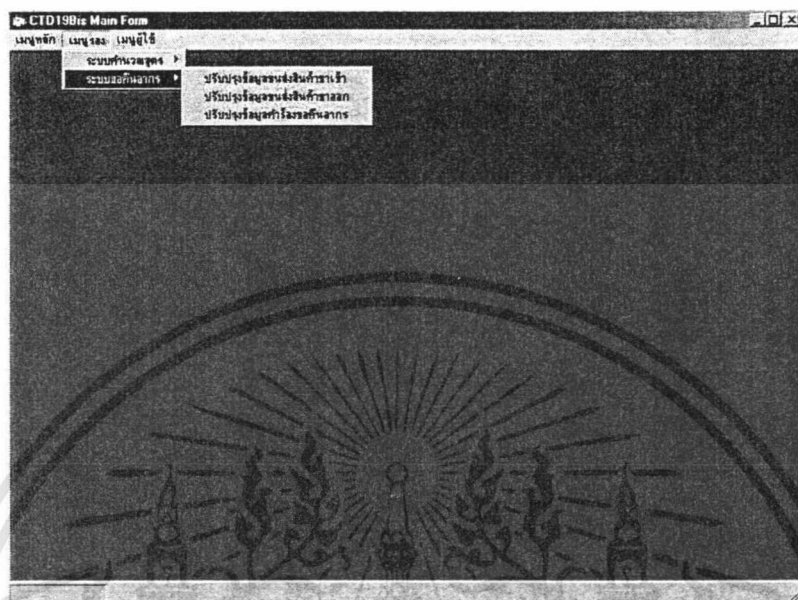 CTD19Bis Main Form
เมนูหลัก เมนูรอง เมนูผู้ใช้
ระบบคำนวณสูตร
ระบบขอคืนอากร
ปรับปรุงข้อมูลขนส่งสินค้าขาเข้า
ปรับปรุงข้อมูลขนส่งสินค้าขาออก
ปรับปรุงข้อมูลคำร้องขอคืนอากร